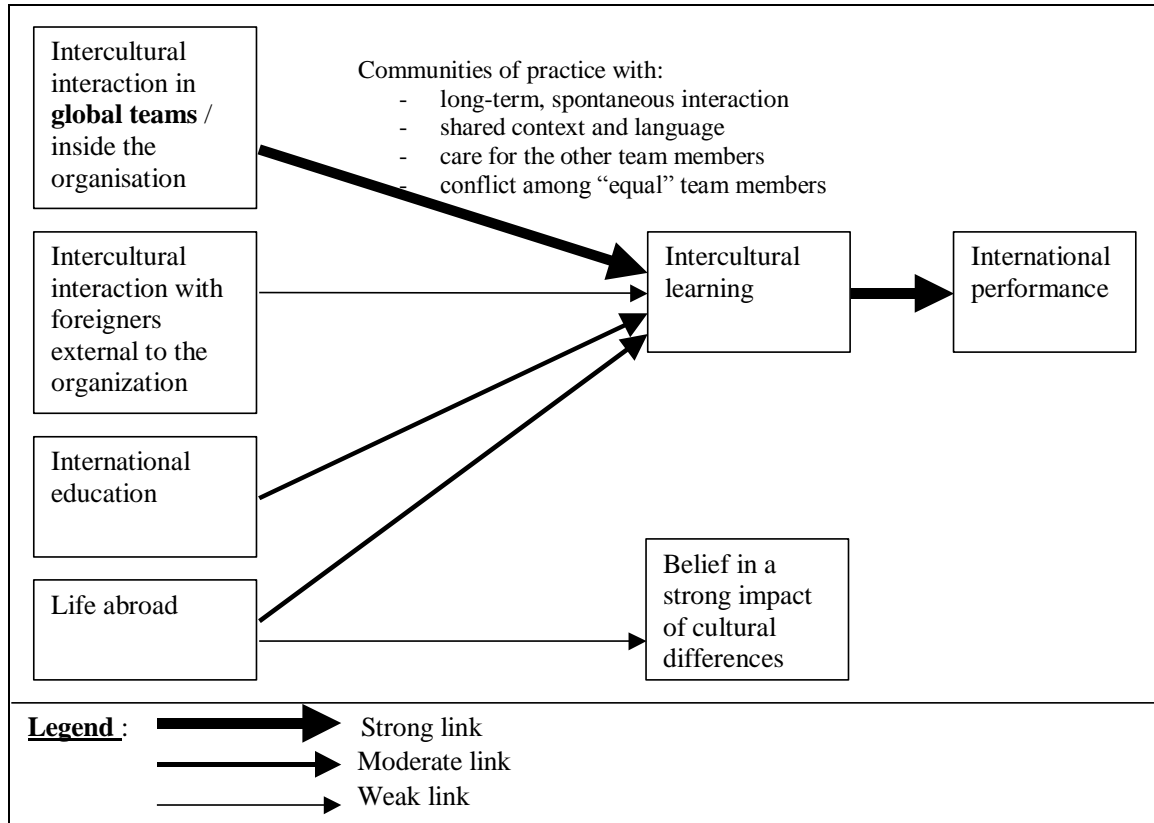 Intercultural
interaction in
global teams /
inside the
organisation
Communities of practice with:
- long-term, spontaneous interaction
- shared context and language
- care for the other team members
- conflict among “equal” team members
Intercultural
interaction with
foreigners
external to the
organization
Intercultural
learning
International
performance
International
education
Life abroad
Belief in a
strong impact
of cultural
differences
Legend :
Strong link
Moderate link
Weak link